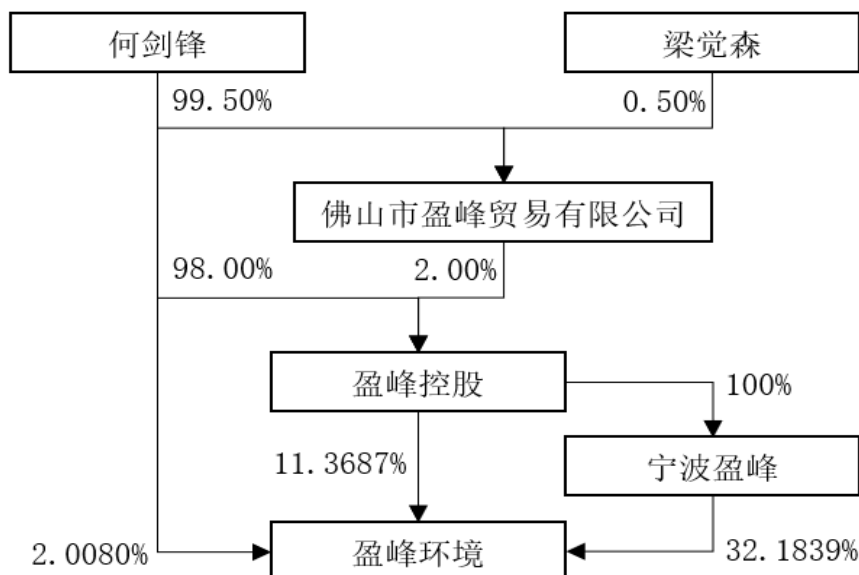 何剑锋
梁觉森
99.50%
0.50%
佛山市盈峰贸易有限公司
98.00%
2.00%
盈峰控股
100%
11.3687%
宁波盈峰
2.0080%
盈峰环境
32.1839%